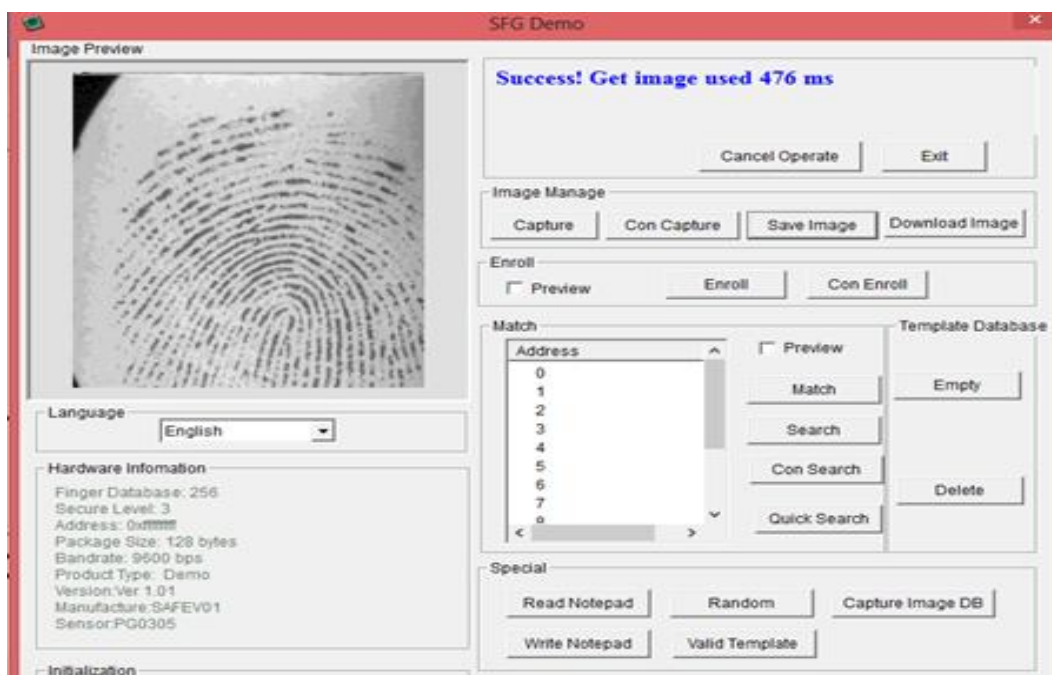 SFG Demo
Image Preview
Success! Get image used 476 ms
Cancel Operate Exit
Image Manage
Capture Con Capture Save Image Download Image
Enroll
Preview Enroll Con Enroll
Match
Address
0
1
2
3
4
5
6
7
Preview
Match
Search
Con Search
Quick Search
Template Database
Empty
Delete
Language
English
Hardware Infomation
Finger Database: 256
Secure Level: 3
Address: 0xffffffff
Package Size: 128 bytes
Bandrate: 9600 bps
Product Type: Demo
Version:Ver 1.01
Manufacture:SAFEV01
Sensor:PG0305
Special
Read Notepad Random Capture Image DB
Write Notepad Valid Template
Initialization